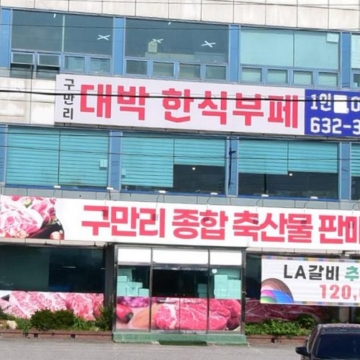 구만리 대박 한식부페
1인
632-3
구만리 종합 축산물 판매
LA갈비 추
120,